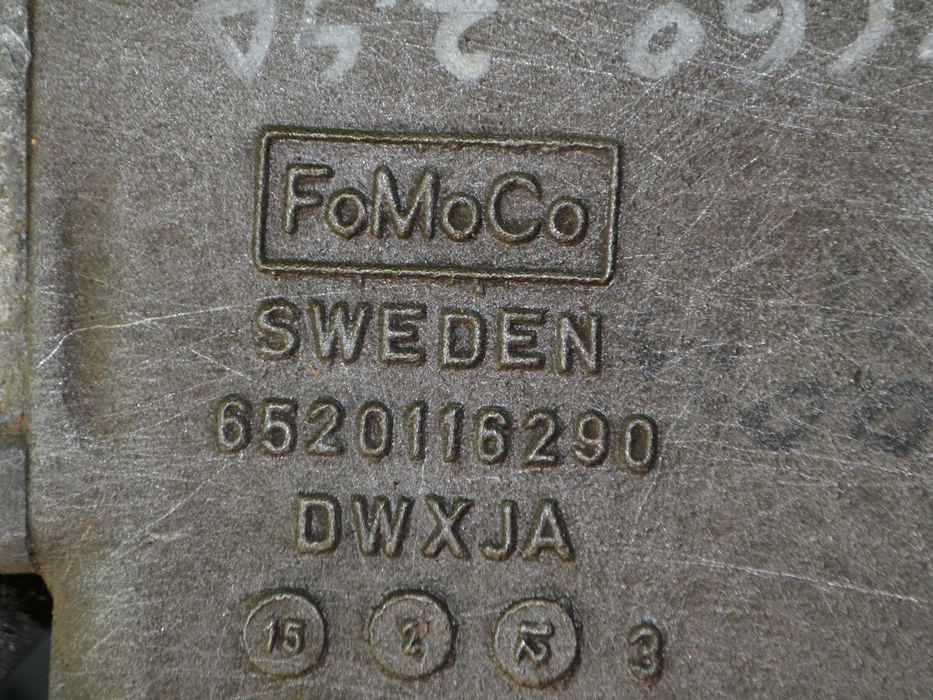 FoMoCo
SWEDEN
6520116290
DWXJA
15 2 3